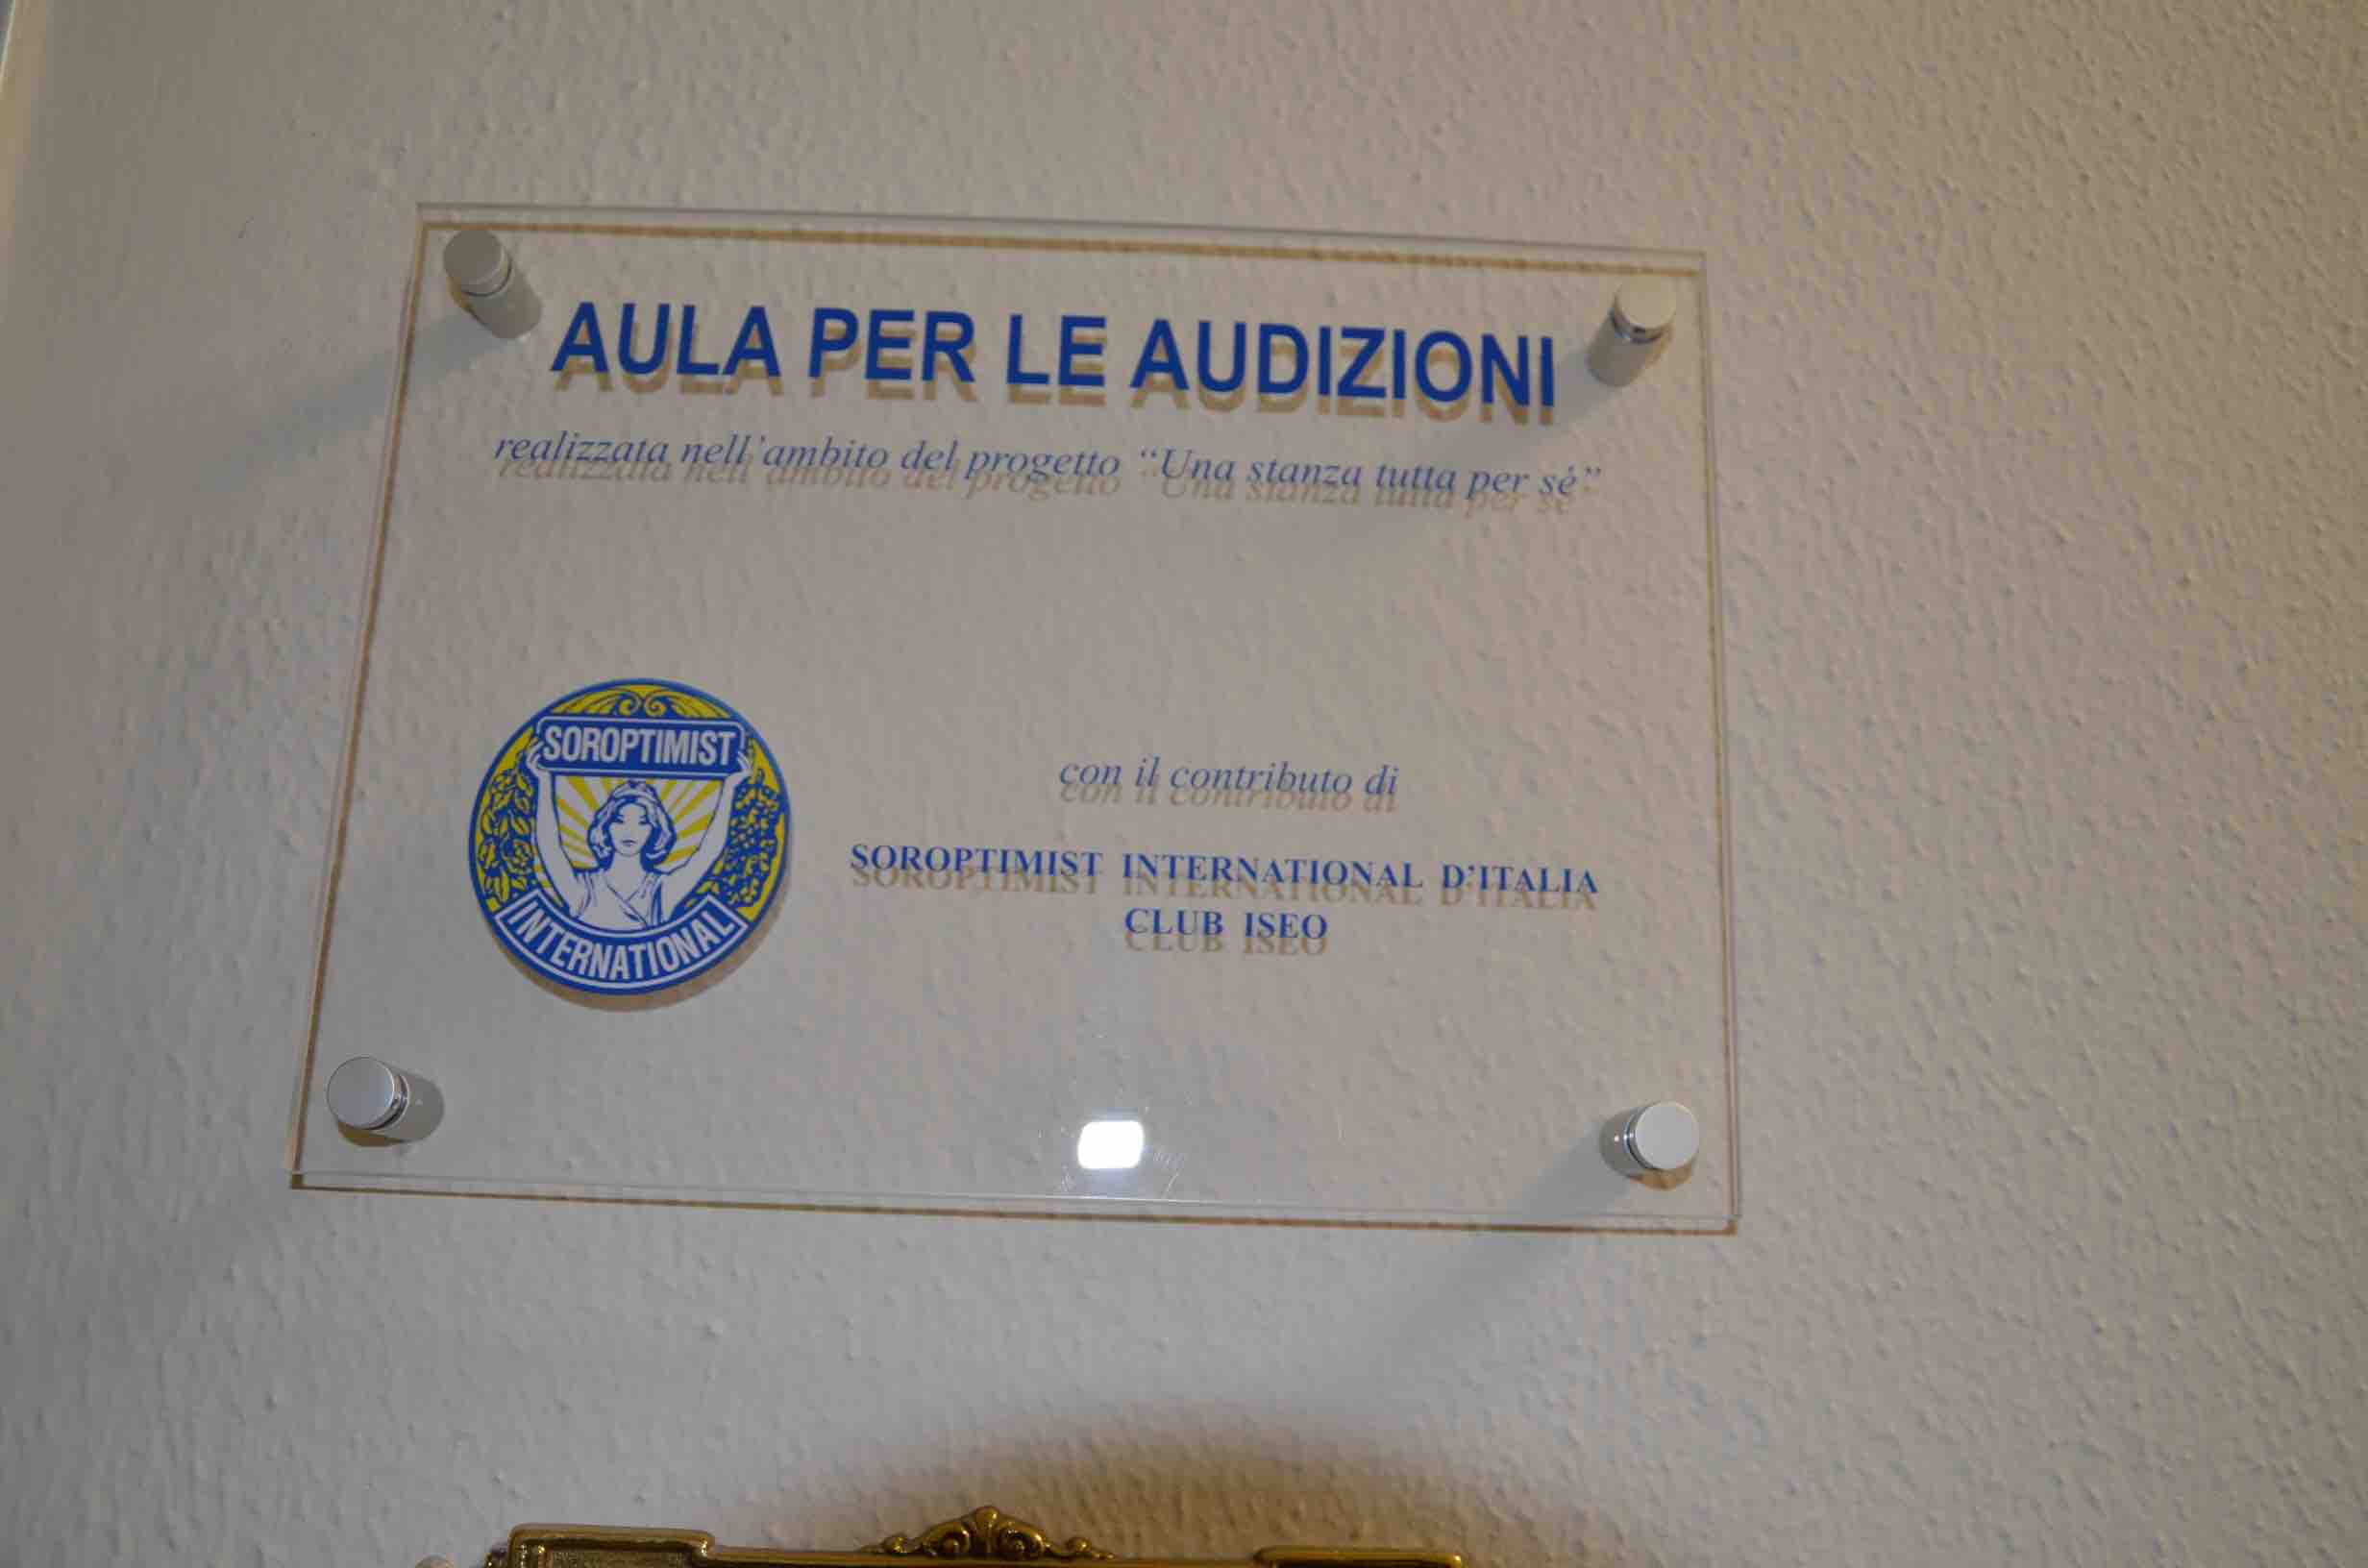 AULA PER LE AUDIZIONI
realizzata nell'ambito del progetto “Una stanza tutta per sé”
SOROPTIMIST
INTERNATIONAL
con il contributo di
SOROPTIMIST INTERNATIONAL D’ITALIA
CLUB ISEO